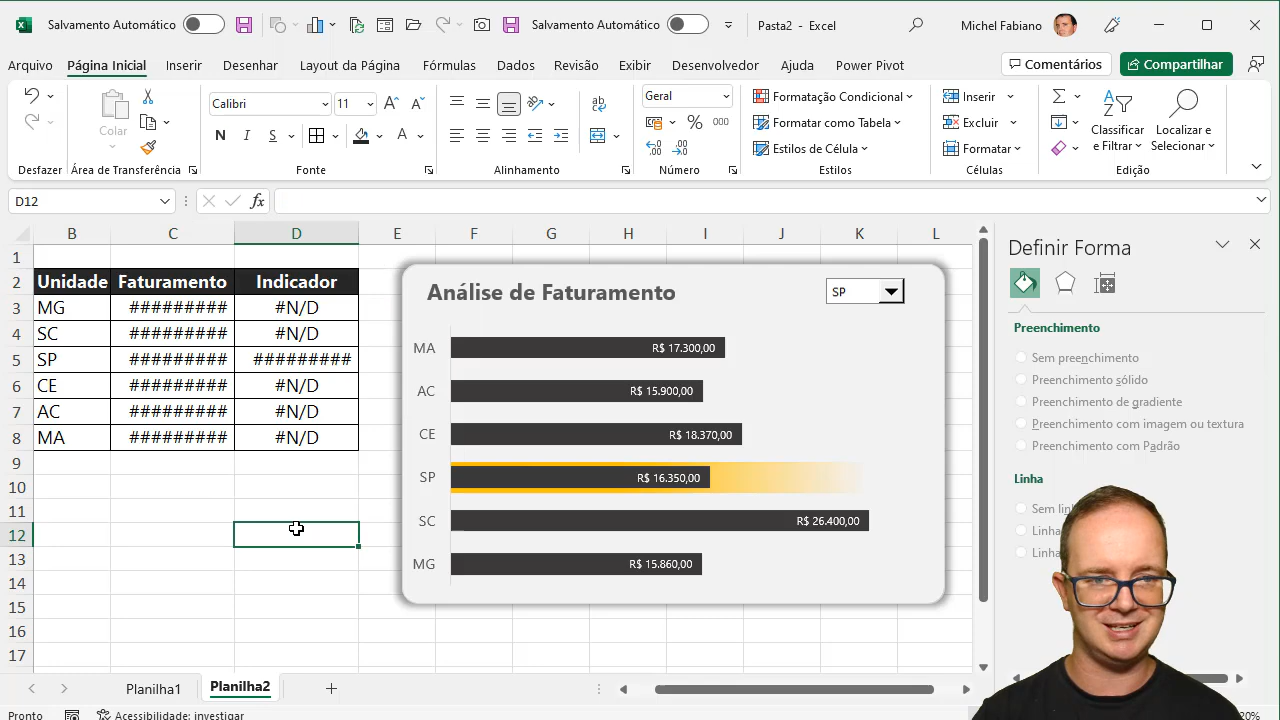 Salvamento Automático
Salvamento Automático
Pasta2 - Excel
Michel Fabiano
Arquivo Página Inicial Inserir Desenhar Layout da Página Fórmulas Dados Revisão Exibir Desenvolvedor Ajuda Power Pivot
Comentários
Compartilhar
Colar
Calibri 11
N I S
Geral
% 000
Formatação Condicional
Formatar como Tabela
Estilos de Célula
Inserir
Excluir
Formatar
Classificar
e Filtrar
Localizar e
Selecionar
Desfazer Área de Transferência Fonte Alinhamento Número Estilos Células Edição
D12
fx
B C D E F G H I J K L
1
2 Unidade Faturamento Indicador
3 MG ######### #N/D
4 SC ######### #N/D
5 SP ######### #########
6 CE ######### #N/D
7 AC ######### #N/D
8 MA ######### #N/D
9
10
11
12
13
14
15
16
17
Análise de Faturamento
SP
MA R$ 17.300,00
AC R$ 15.900,00
CE R$ 18.370,00
SP R$ 16.350,00
SC R$ 26.400,00
MG R$ 15.860,00
Definir Forma
Preenchimento
Sem preenchimento
Preenchimento sólido
Preenchimento de gradiente
Preenchimento com imagem ou textura
Preenchimento com Padrão
Linha
Sem lin
Linha
Linha
Planilha1
Planilha2
Pronto
Acessibilidade: investigar
20%